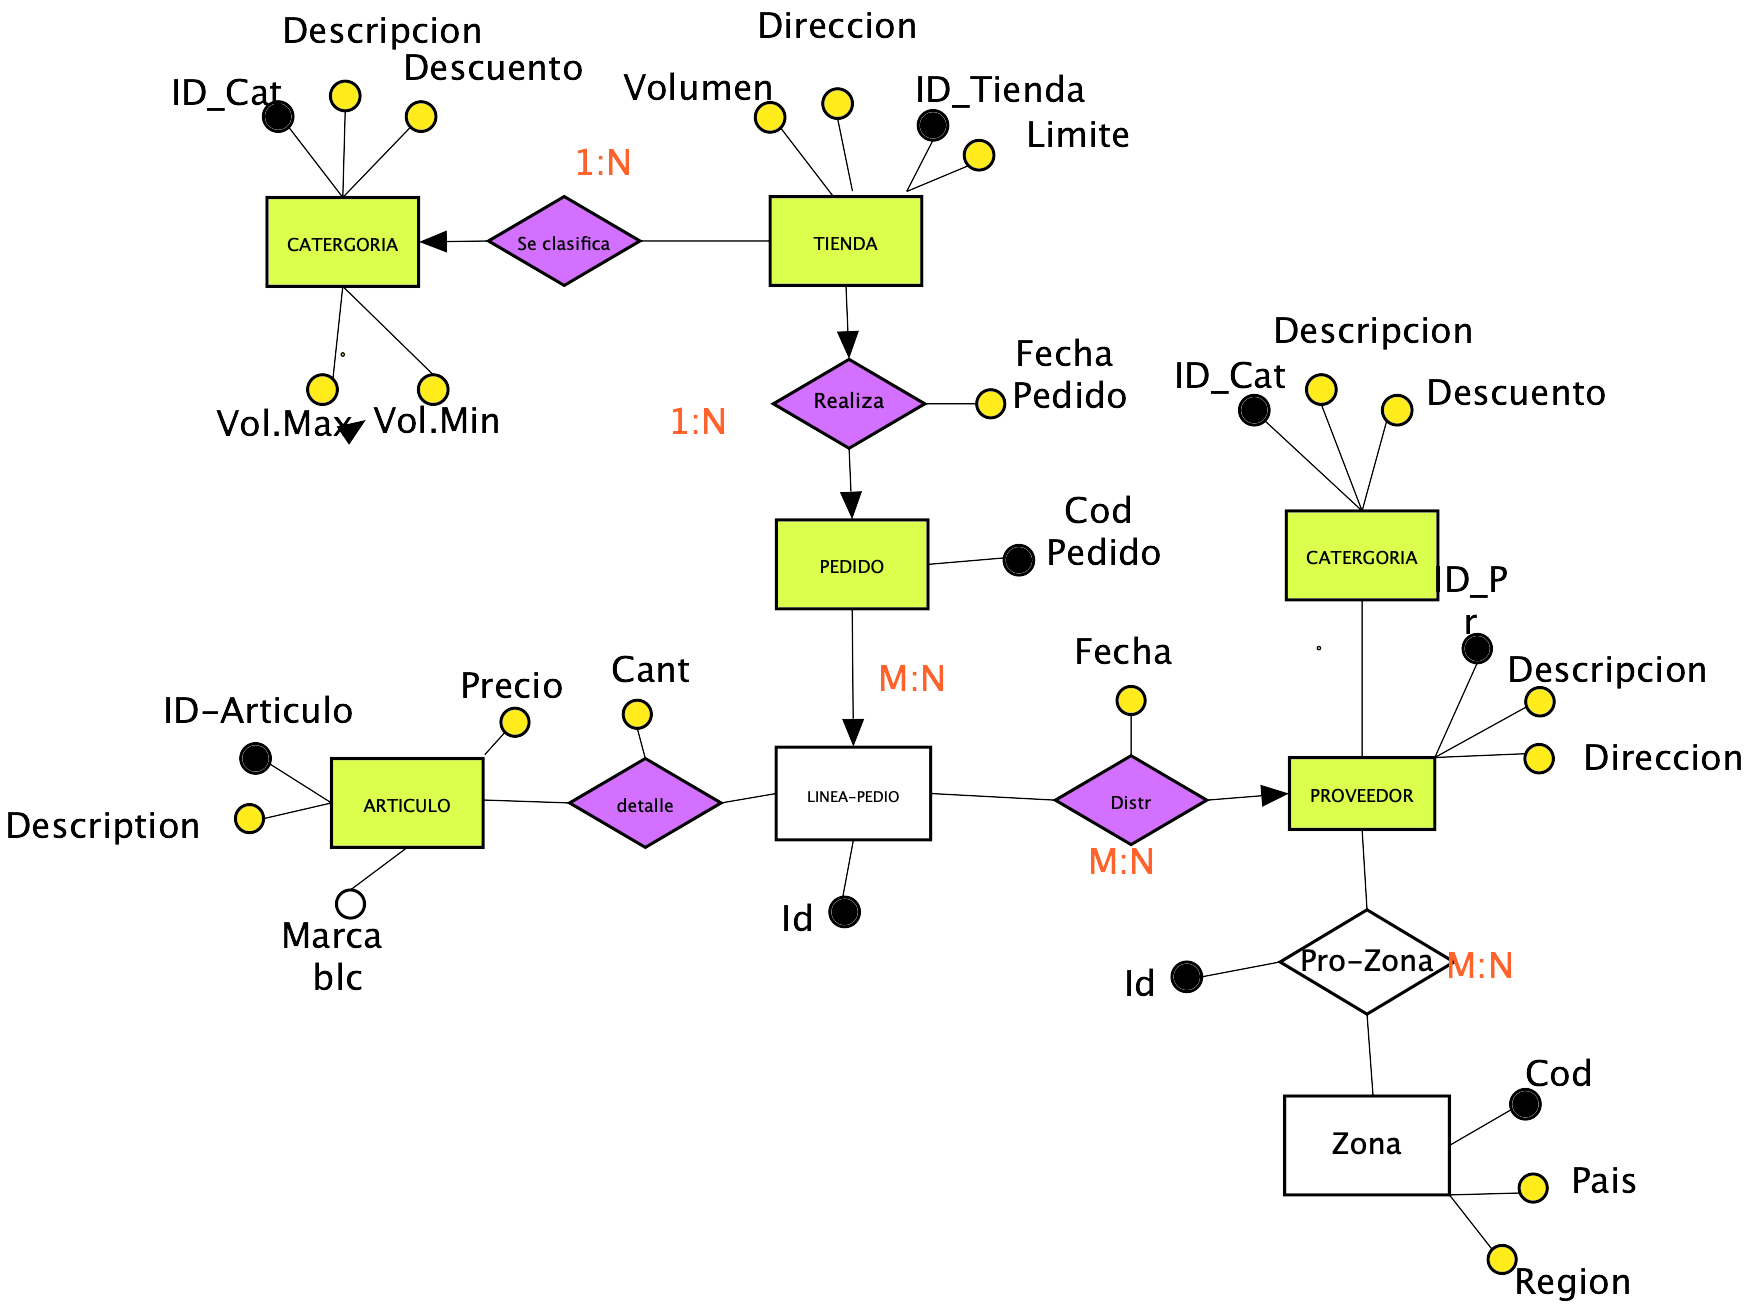 Descripcion
Direccion
Descuento
ID_Cat
Volumen
ID_Tienda
Limite
1:N
CATERGORIA
Se clasifica
TIENDA
Vol.Max
Vol.Min
Realiza
Fecha
Pedido
1:N
Descripcion
ID_Cat
Descuento
PEDIDO
Cod
Pedido
CATERGORIA
ID_P
r
Descripcion
Direccion
Fecha
M:N
Cant
Precio
ID-Articulo
Description
ARTICULO
detalle
LINEA-PEDIO
Distr
PROVEEDOR
M:N
Marca
blc
Id
Id
Pro-Zona
M:N
Cod
Zona
Pais
Region